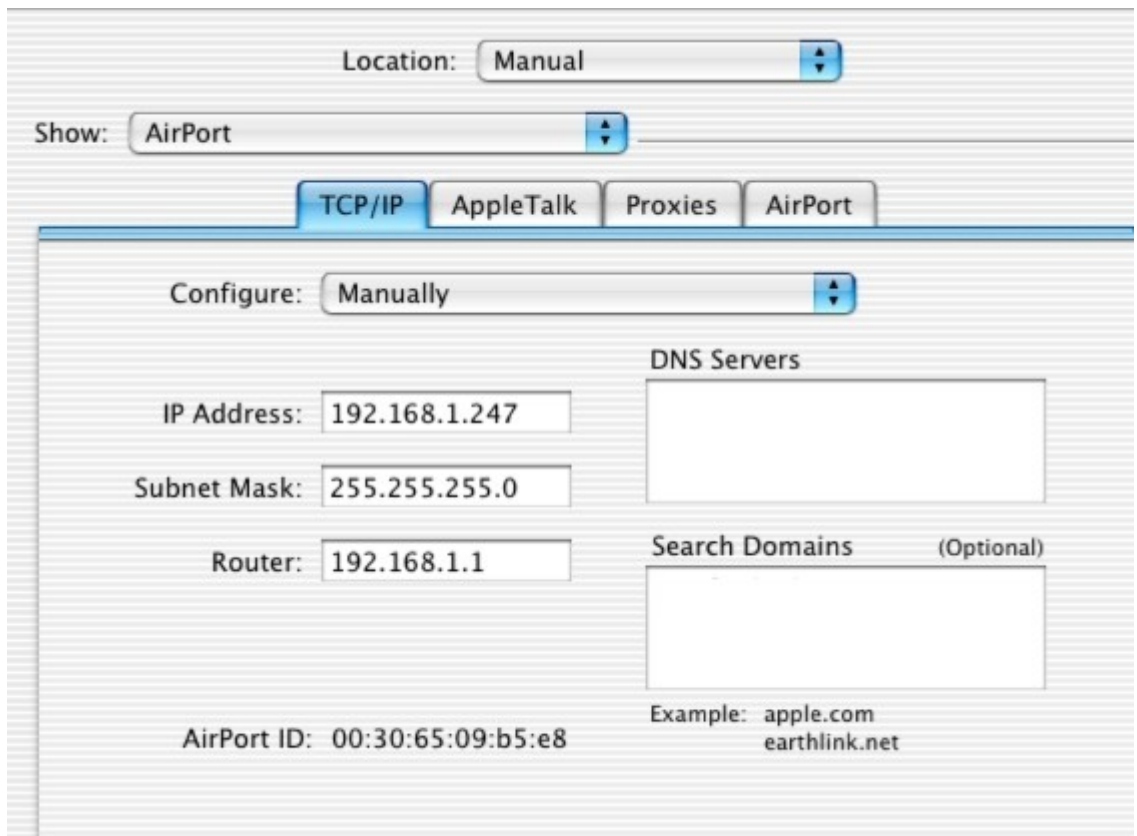 Location: Manual
Show: AirPort
TCP/IP AppleTalk Proxies AirPort
Configure: Manually
DNS Servers
IP Address: 192.168.1.247
Subnet Mask: 255.255.255.0
Router: 192.168.1.1
Search Domains (Optional)
Example: apple.com
earthlink.net
AirPort ID: 00:30:65:09:b5:e8